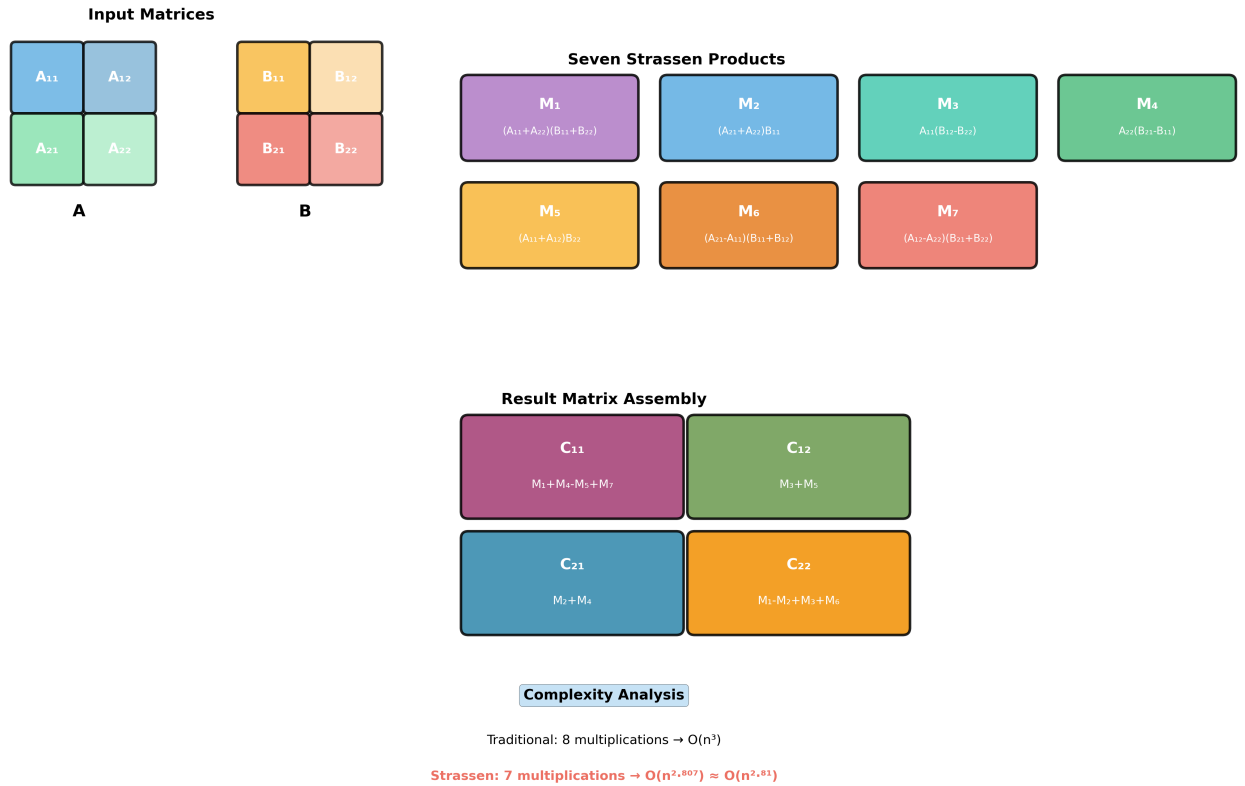 Input Matrices
A₁₁ A₁₂
A₂₁ A₂₂
A
B₁₁ B₁₂
B₂₁ B₂₂
B
Seven Strassen Products
M₁
(A₁₁+A₂₂)(B₁₁+B₂₂)
M₂
(A₂₁+A₂₂)B₁₁
M₃
A₁₁(B₁₂-B₂₂)
M₄
A₂₂(B₂₁-B₁₁)
M₅
(A₁₁+A₁₂)B₂₂
M₆
(A₂₁-A₁₁)(B₁₁+B₁₂)
M₇
(A₁₂-A₂₂)(B₂₁+B₂₂)
Result Matrix Assembly
C₁₁
M₁+M₄-M₅+M₇
C₁₂
M₃+M₅
C₂₁
M₂+M₄
C₂₂
M₁-M₂+M₃+M₆
Complexity Analysis
Traditional: 8 multiplications → O(n³)
Strassen: 7 multiplications → O(n²·⁸⁰⁷) ≈ O(n²·⁸¹)